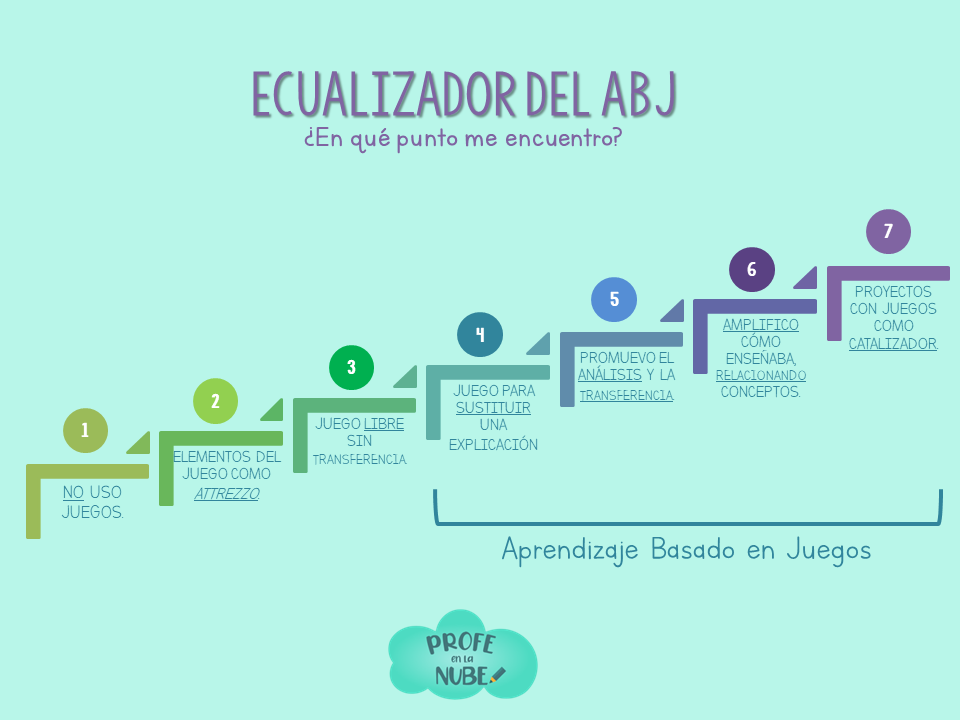 ECUALIZADOR DEL ABJ
¿En qué punto me encuentro?
1
NO USO
JUEGOS.
2
ELEMENTOS DEL
JUEGO COMO
ATTREZZO.
3
JUEGO LIBRE
SIN
TRANSFERENCIA.
4
JUEGO PARA
SUSTITUIR
UNA
EXPLICACIÓN
5
PROMUEVO EL
ANÁLISIS Y LA
TRANSFERENCIA.
6
AMPLIFICO
CÓMO
ENSEÑABA,
RELACIONANDO
CONCEPTOS.
7
PROYECTOS
CON JUEGOS
COMO
CATALIZADOR.
Aprendizaje Basado en Juegos
PROFE
en la
NUBE